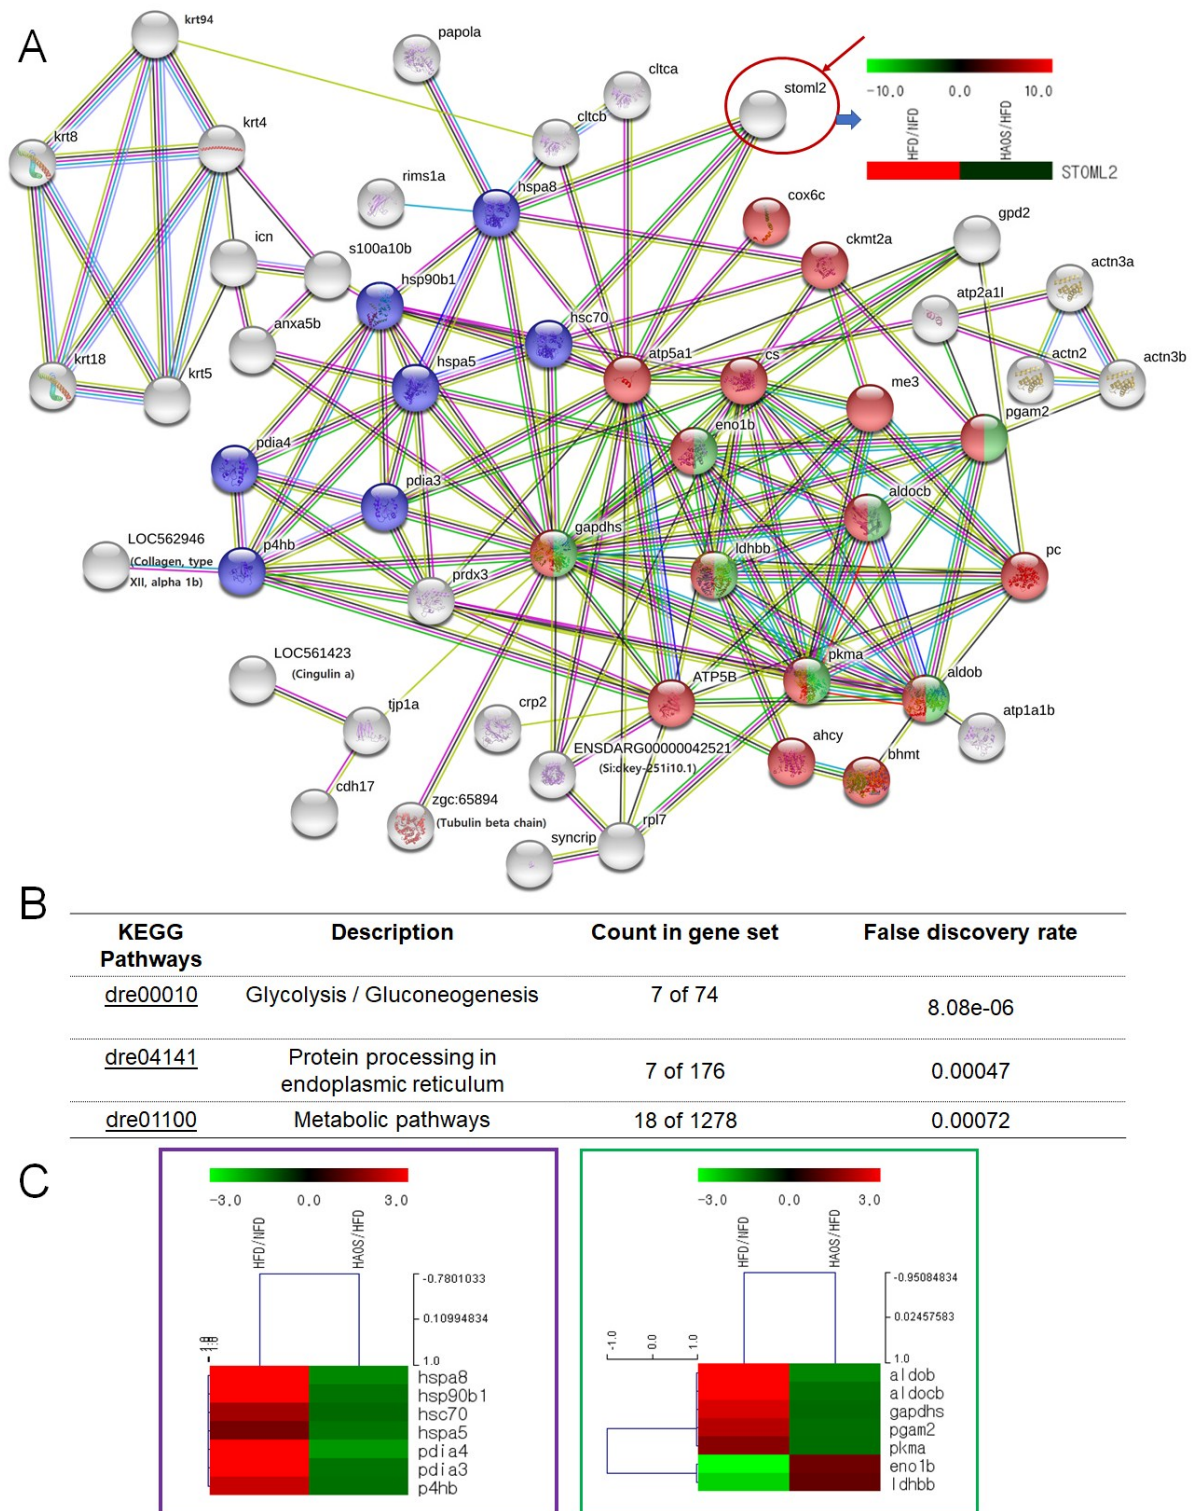 A
krt94
papola
cltca
stoml2
-10.0 0.0 10.0
HFD/NFD
HAOS/HFD
STOML2
krt8
krt4
cltcb
rims1a
hspa8
cox6c
gpd2
icn
s100a10b
ckmt2a
actn3a
hsp90b1
atp2a1l
anxa5b
hsc70
krt18
krt5
hspa5
atp5a1
cs
me3
actn2
actn3b
pgam2
eno1b
pdia4
pdia3
aldocb
gapdhs
LOC562946
(Collagen, type
XII, alpha 1b)
p4hb
ldhbb
pc
prdx3
LOC561423
(Cingulin a)
ATP5B
pkma
aldob
tjp1a
crp2
atp1a1b
ENSDARG00000042521
(Si:dkey-251i10.1)
ahcy
bhmt
cdh17
zgc:65894
(Tubulin beta chain)
rpl7
syncrip
B
KEGG Pathways Description Count in gene set False discovery rate
dre00010 Glycolysis / Gluconeogenesis 7 of 74 8.08e-06
dre04141 Protein processing in endoplasmic reticulum 7 of 176 0.00047
dre01100 Metabolic pathways 18 of 1278 0.00072
C
-3.0 0.0 3.0
HFD/NFD
HAOS/HFD
-0.7801033
0.10994834
1.0
hspa8
hsp90b1
hsc70
hspa5
pdia4
pdia3
p4hb
-3.0 0.0 3.0
HFD/NFD
HAOS/HFD
-0.95084834
0.02457583
1.0
-1.0 0.0 1.0
aldob
aldocb
gapdhs
pgam2
pkma
eno1b
ldhbb